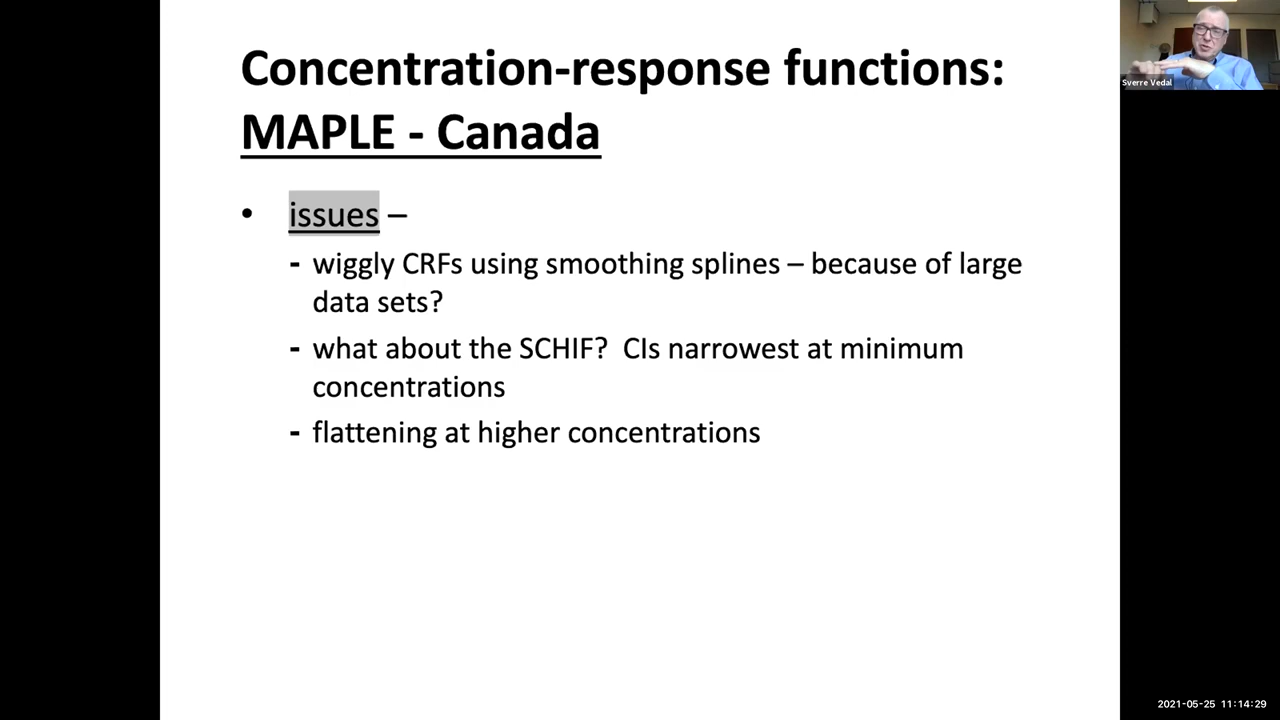 Concentration-response functions:
MAPLE - Canada
• issues –
- wiggly CRFs using smoothing splines – because of large
data sets?
- what about the SCHIF? CIs narrowest at minimum
concentrations
- flattening at higher concentrations
Sverre Vedal
2021-05-25 11:14:29